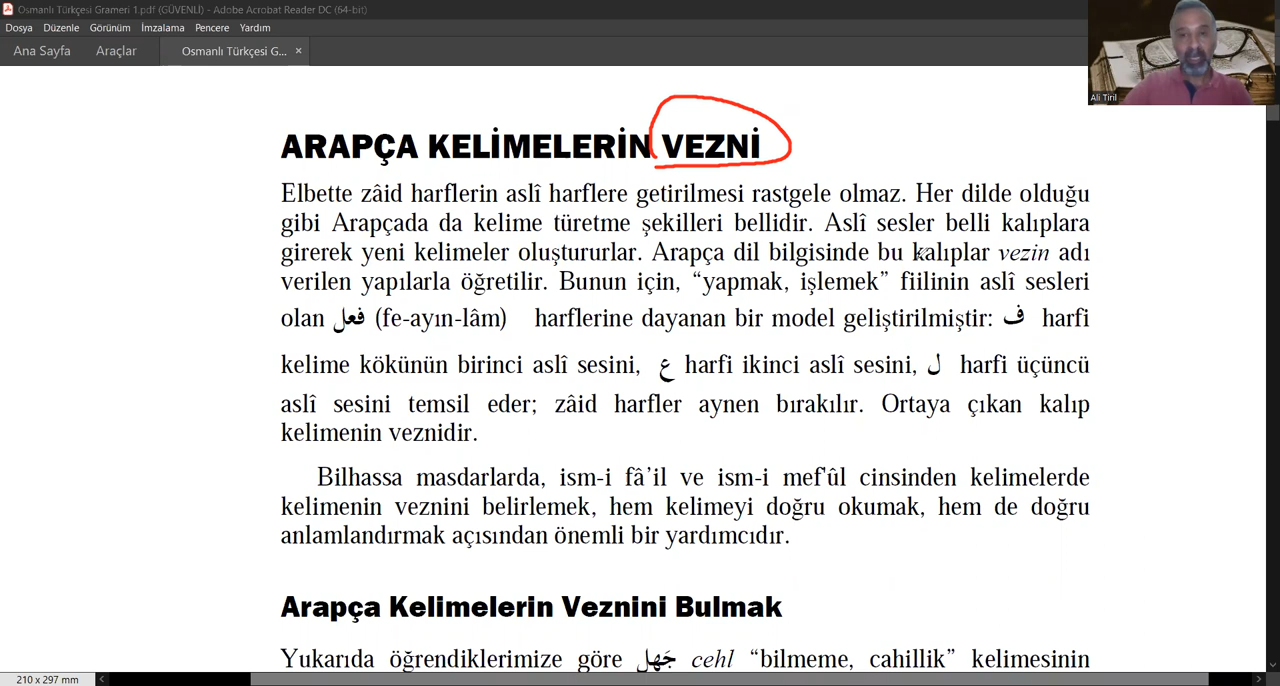 Osmanlı Türkçesi Grameri 1.pdf (GÜVENLİ) - Adobe Acrobat Reader DC (64-bit)
Dosya Düzenle Görünüm İmzalama Pencere Yardım
Ana Sayfa Araçlar Osmanlı Türkçesi G... ×
Ali Tiril
ARAPÇA KELİMELERİN VEZNİ
Elbette zâid harflerin aslî harflere getirilmesi rastgele olmaz. Her dilde olduğu
gibi Arapçada da kelime türetme şekilleri bellidir. Aslî sesler belli kalıplara
girerek yeni kelimeler oluştururlar. Arapça dil bilgisinde bu kalıplar vezin adı
verilen yapılarla öğretilir. Bunun için, “yapmak, işlemek” fiilinin aslî sesleri
olan فعل (fe-ayın-lâm) harflerine dayanan bir model geliştirilmiştir: ف harfi
kelime kökünün birinci aslî sesini, ع harfi ikinci aslî sesini, ل harfi üçüncü
aslî sesini temsil eder; zâid harfler aynen bırakılır. Ortaya çıkan kalıp
kelimenin veznidir.
Bilhassa masdarlarda, ism-i fâ'il ve ism-i mef'ûl cinsinden kelimelerde
kelimenin veznini belirlemek, hem kelimeyi doğru okumak, hem de doğru
anlamlandırmak açısından önemli bir yardımcıdır.
Arapça Kelimelerin Veznini Bulmak
Yukarıda öğrendiklerimize göre جَهْل cehl “bilmeme, cahillik” kelimesinin
210 x 297 mm